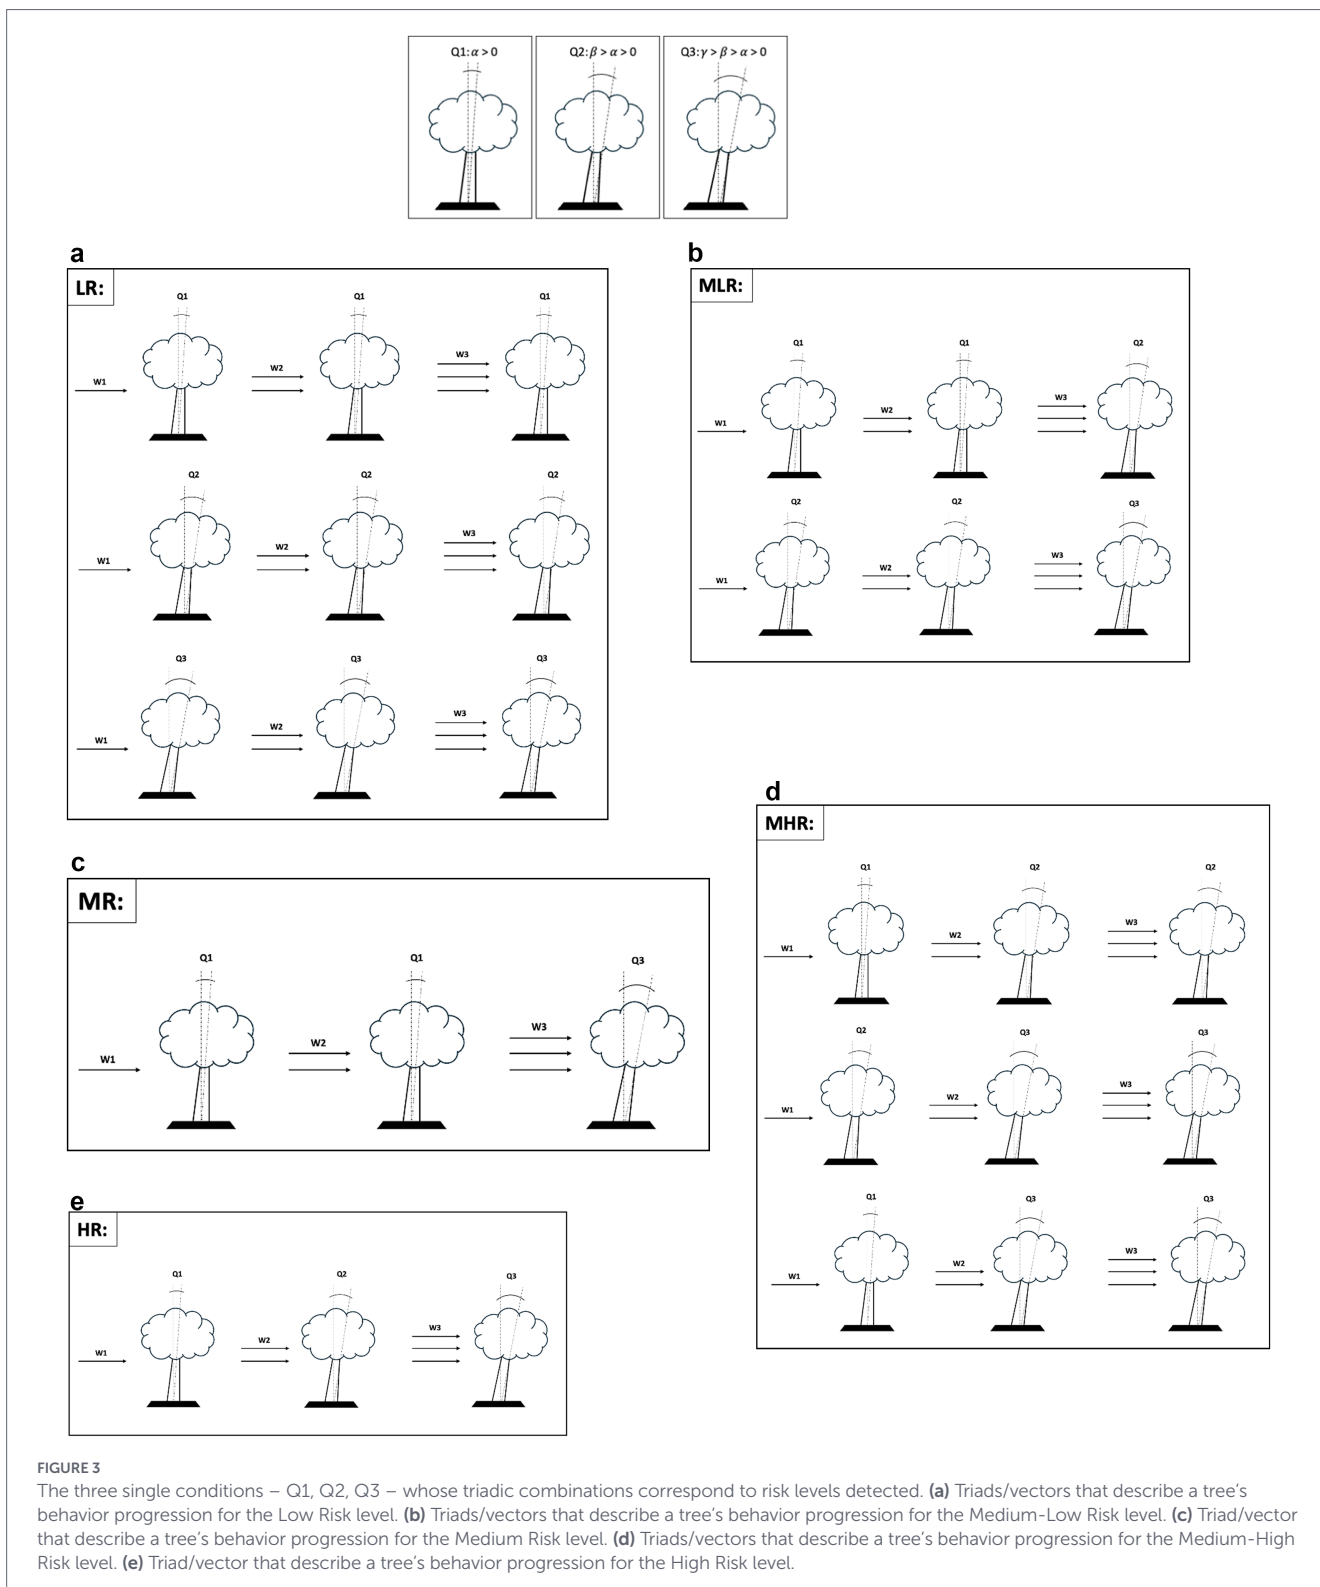 Q1: α > 0
Q2: β > α > 0
Q3: γ > β > α > 0
a
LR:
Q1 Q1 Q1
W1 W2 W3
Q2 Q2 Q2
W1 W2 W3
Q3 Q3 Q3
W1 W2 W3
b
MLR:
Q1 Q1 Q2
W1 W2 W3
Q2 Q2 Q3
W1 W2 W3
c
MR:
Q1 Q1 Q3
W1 W2 W3
d
MHR:
Q1 Q2 Q2
W1 W2 W3
Q2 Q3 Q3
W1 W2 W3
Q1 Q3 Q3
W1 W2 W3
e
HR:
Q1 Q2 Q3
W1 W2 W3
FIGURE 3
The three single conditions – Q1, Q2, Q3 – whose triadic combinations correspond to risk levels detected. (a) Triads/vectors that describe a tree’s
behavior progression for the Low Risk level. (b) Triads/vectors that describe a tree’s behavior progression for the Medium-Low Risk level. (c) Triad/vector
that describe a tree’s behavior progression for the Medium Risk level. (d) Triads/vectors that describe a tree’s behavior progression for the Medium-High
Risk level. (e) Triad/vector that describe a tree’s behavior progression for the High Risk level.